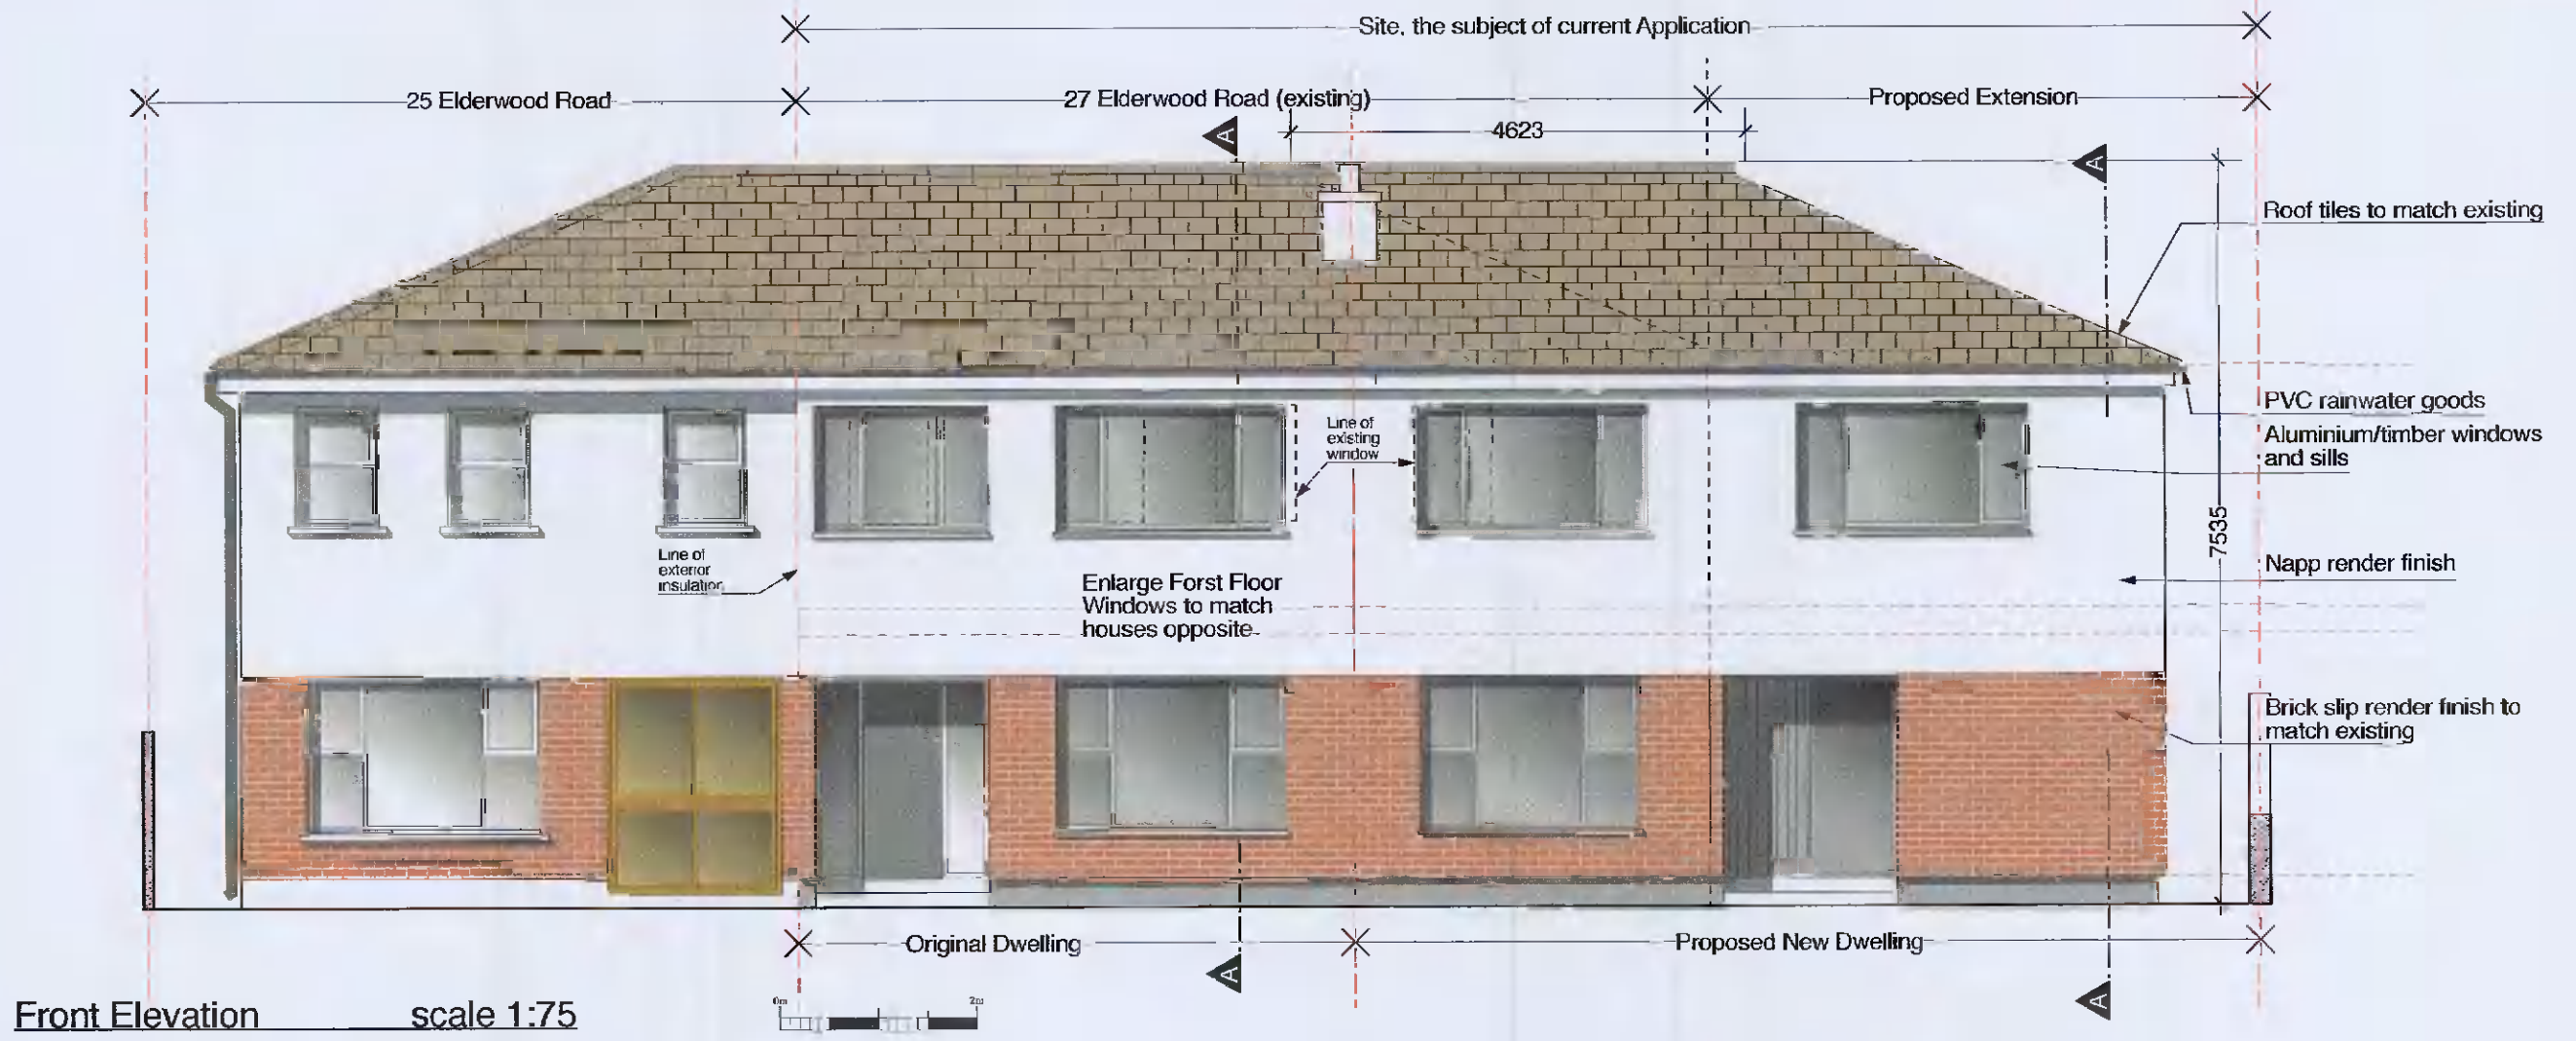 Site, the subject of current Application
25 Elderwood Road
27 Elderwood Road (existing)
Proposed Extension
4623
A
A
Roof tiles to match existing
PVC rainwater goods
Aluminium/timber windows
and sills
Line of
existing
window
7535
Line of
exterior
insulation
Enlarge Forst Floor
Windows to match
houses opposite
Napp render finish
Brick slip render finish to
match existing
Original Dwelling
Proposed New Dwelling
A
A
Front Elevation
scale 1:75
0m
2m